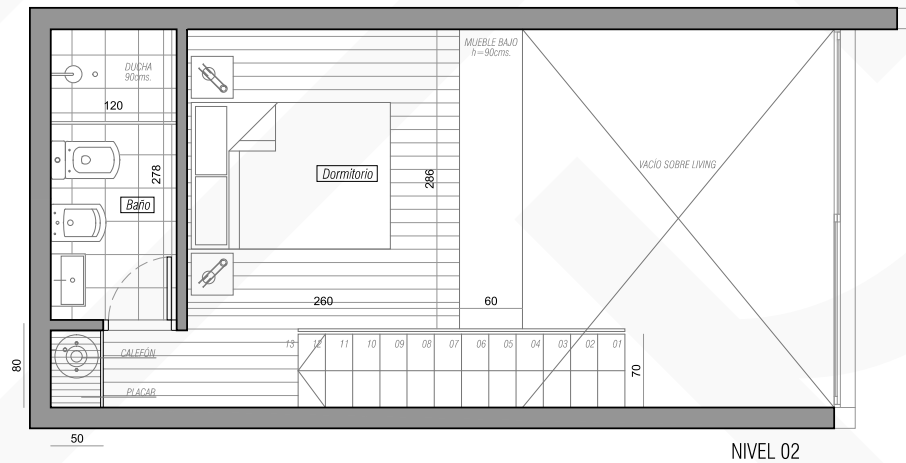 DUCHA
90cms.
120
278
Baño
Dormitorio
286
MUEBLE BAJO
h=90cms.
VACÍO SOBRE LIVING
260
60
80
CALEFÓN
PLACAR
50
13 12 11 10 09 08 07 06 05 04 03 02 01
70
NIVEL 02